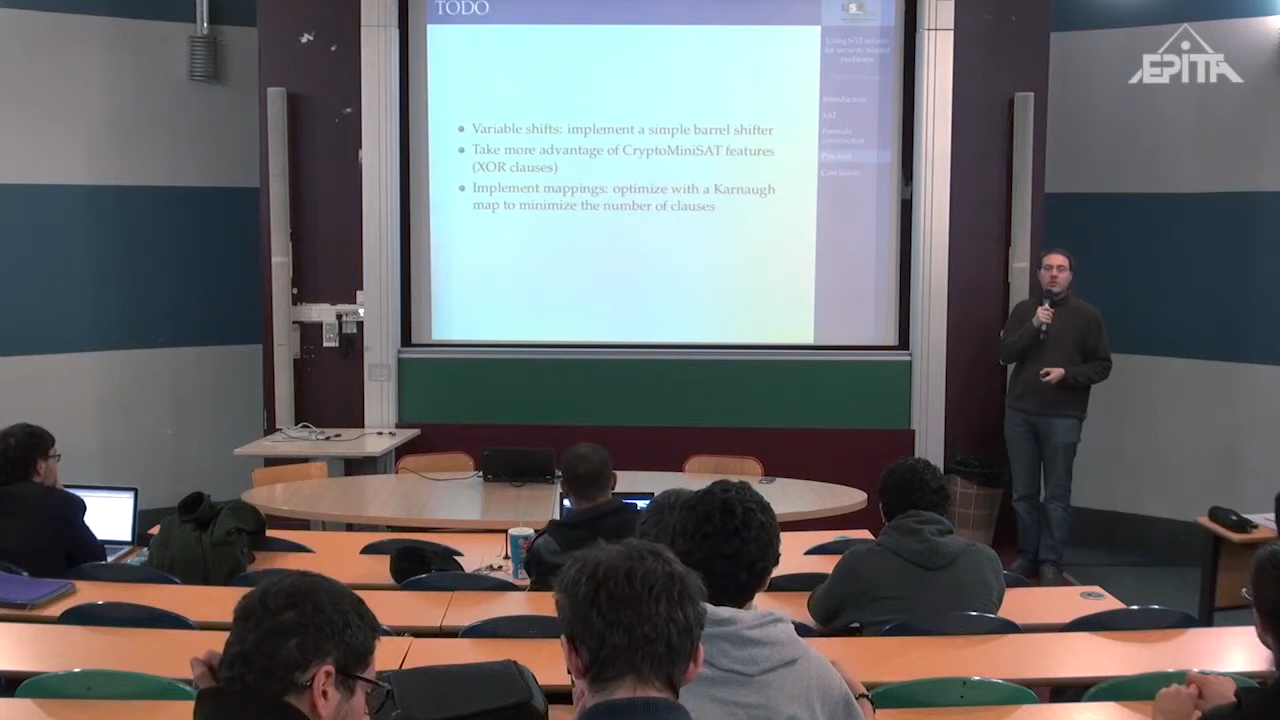 TODO
Using SAT solvers
for security related
problems
Introduction
SAT
Formula
construction
Conclusion
EPITA
Variable shifts: implement a simple barrel shifter
Take more advantage of CryptoMiniSAT features
(XOR clauses)
Implement mappings: optimize with a Karnaugh
map to minimize the number of clauses